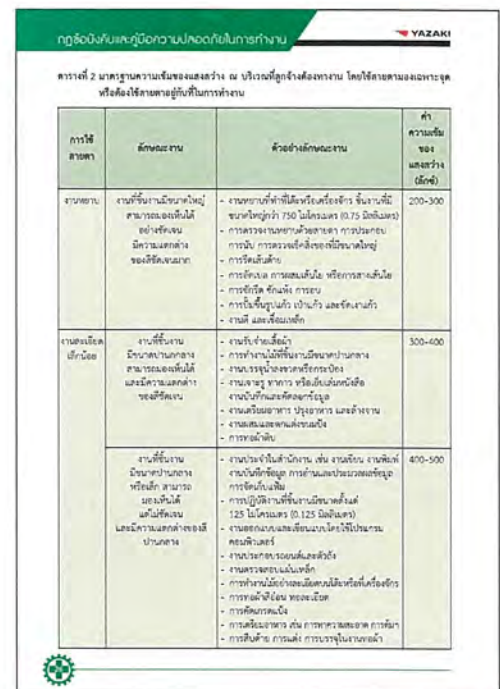 กฎข้อบังคับและคู่มือความปลอดภัยในการทำงาน
YAZAKI
ตารางที่ 2 มาตรฐานความเข้มของแสงสว่าง ณ บริเวณที่ลูกจ้างต้องทำงาน โดยใช้สายตามองเฉพาะจุด
หรือต้องใช้สายตาอยู่กับที่ในการทำงาน
การใช้
สายตา
ลักษณะงาน
ตัวอย่างลักษณะงาน
ค่า
ความเข้ม
ของ
แสงสว่าง
(ลักซ์)
งานหยาบ
งานที่ชิ้นงานมีขนาดใหญ่
สามารถมองเห็นได้
อย่างชัดเจน
มีความแตกต่าง
ของสีชัดเจนมาก
- งานหยาบที่ทำที่โต๊ะหรือเครื่องจักร ชิ้นงานที่มี
ขนาดใหญ่กว่า 750 ไมโครเมตร (0.75 มิลลิเมตร)
- การตรวจงานหยาบด้วยสายตา การประกอบ
การนับ การตรวจเช็คสิ่งของที่มีขนาดใหญ่
- การรีดเส้นด้าย
- การอัดเบล การผสมเส้นใย หรือการสางเส้นใย
- การซักรีด ซักแห้ง การอบ
- การปั๊มขึ้นรูปแก้ว เป่าแก้ว และขัดเงาแก้ว
- งานตี และเชื่อมเหล็ก
200-300
งานละเอียด
เล็กน้อย
งานที่ชิ้นงาน
มีขนาดปานกลาง
สามารถมองเห็นได้
และมีความแตกต่าง
ของสีชัดเจน
- งานรับจ่ายเสื้อผ้า
- การทำงานไม้ที่ชิ้นงานมีขนาดปานกลาง
- งานบรรจุน้ำลงขวดหรือกระป๋อง
- งานเจาะรู ทากาว หรือเย็บเล่มหนังสือ
งานบันทึกและคัดลอกข้อมูล
- งานเตรียมอาหาร ปรุงอาหาร และล้างจาน
- งานผสมและตกแต่งขนมปัง
- การทอผ้าดิบ
300-400
งานที่ชิ้นงาน
มีขนาดปานกลาง
หรือเล็ก สามารถ
มองเห็นได้
แต่ไม่ชัดเจน
และมีความแตกต่างของสี
ปานกลาง
- งานประจำในสำนักงาน เช่น งานเขียน งานพิมพ์
งานบันทึกข้อมูล การอ่านและประมวลผลข้อมูล
การจัดเก็บแฟ้ม
- การปฏิบัติงานที่ชิ้นงานมีขนาดตั้งแต่
125 ไมโครเมตร (0.125 มิลลิเมตร)
- งานออกแบบและเขียนแบบโดยใช้โปรแกรม
คอมพิวเตอร์
- งานประกอบรถยนต์และตัวถัง
- งานตรวจสอบแผ่นเหล็ก
- การทำงานไม้อย่างละเอียดบนโต๊ะหรือที่เครื่องจักร
- การทอผ้าสีอ่อน ทอละเอียด
- การคัดเกรดแป้ง
- การเตรียมอาหาร เช่น การทำความสะอาด การต้มฯ
- การสืบด้าย การแต่ง การบรรจุในงานทอผ้า
400-500